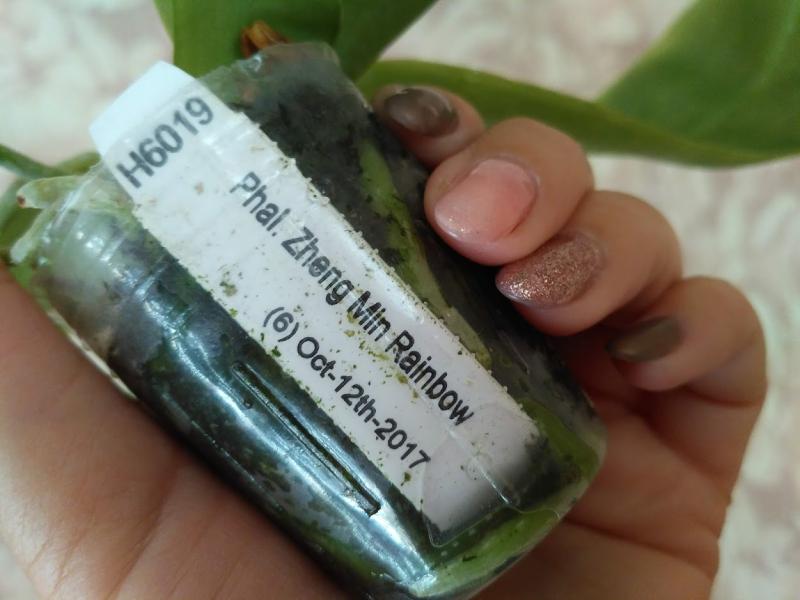 H6019
Phal. Zheng Min Rainbow
(6) Oct-12th-2017